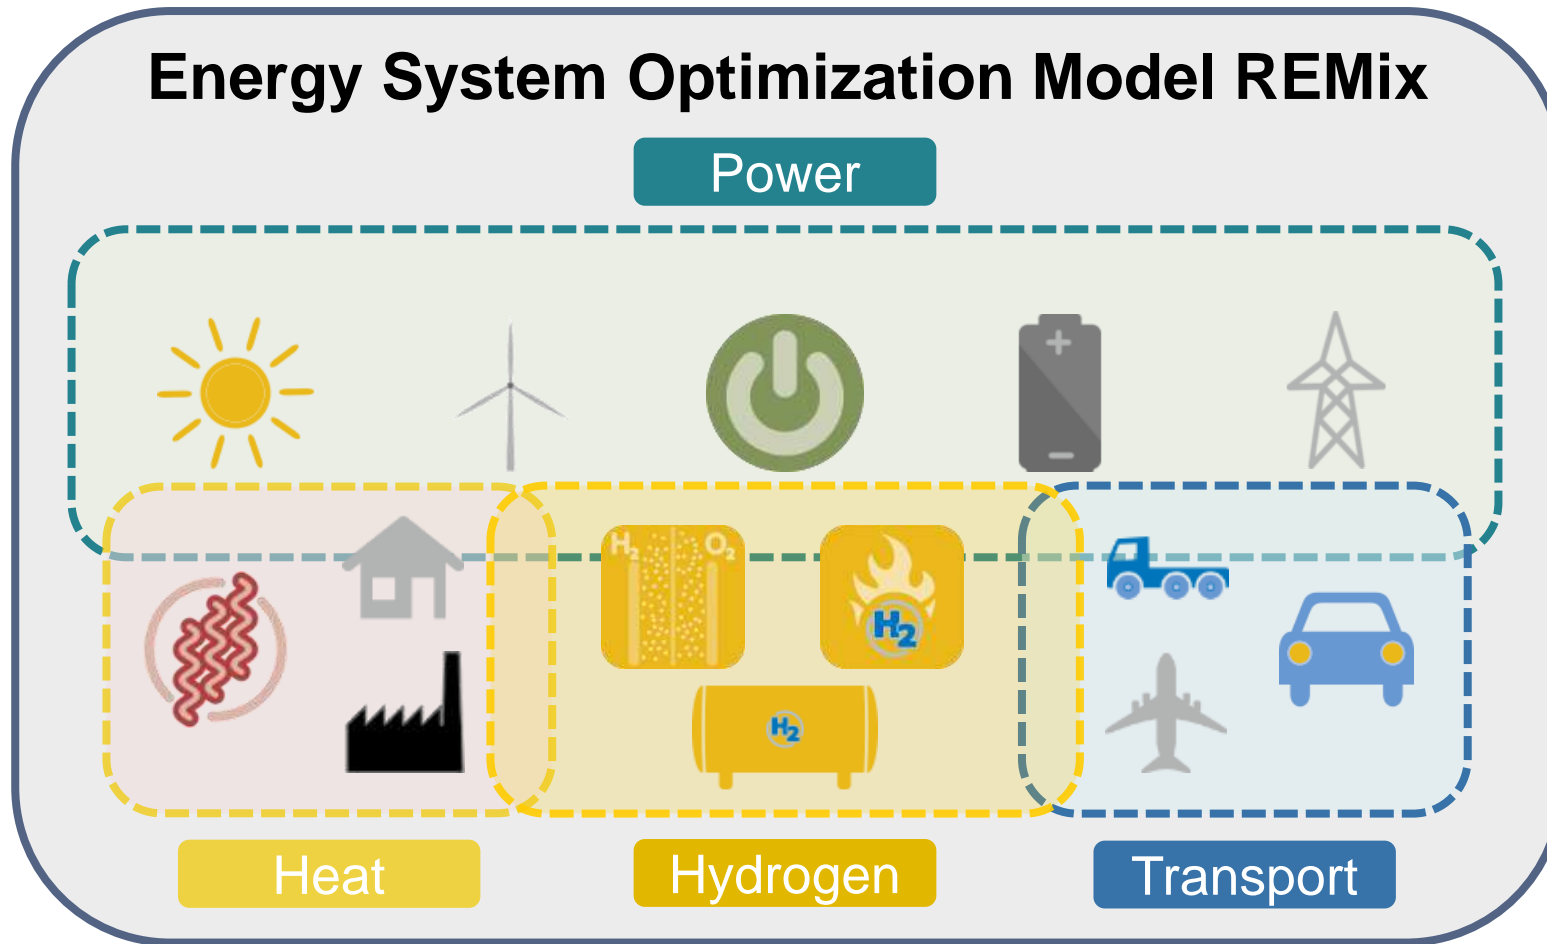 Energy System Optimization Model REMix
Power
H₂ O₂
H₂
H₂
Heat
Hydrogen
Transport